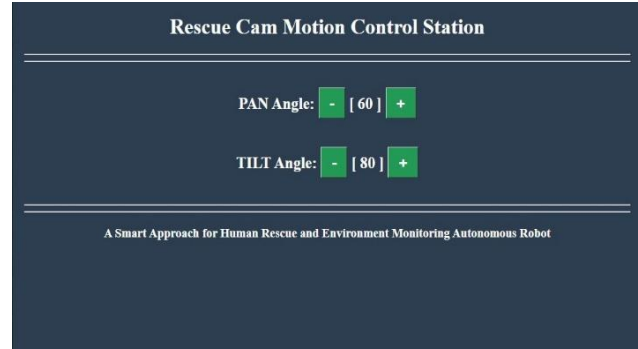 Rescue Cam Motion Control Station
PAN Angle: - [ 60 ] +
TILT Angle: - [ 80 ] +
A Smart Approach for Human Rescue and Environment Monitoring Autonomous Robot